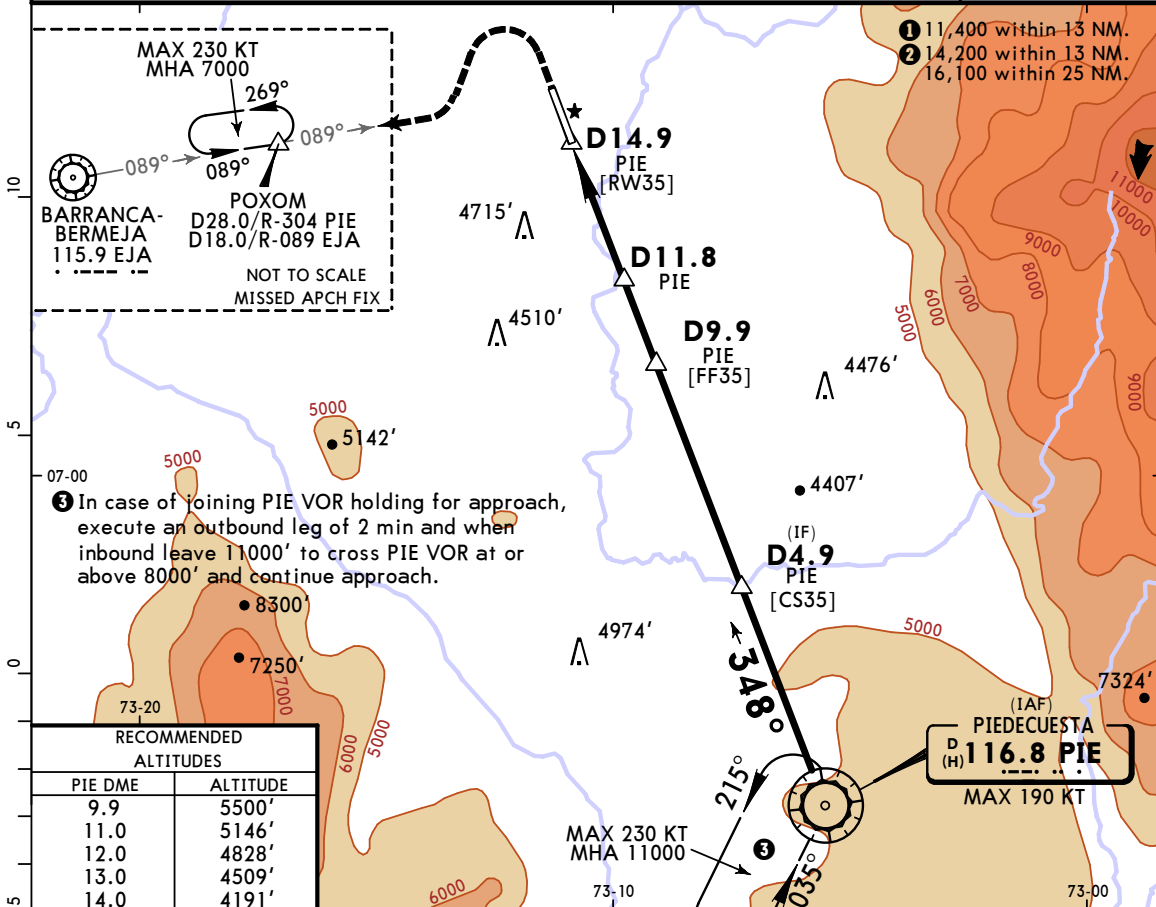 ❶ 11,400 within 13 NM.
❷ 14,200 within 13 NM.
16,100 within 25 NM.
MAX 230 KT
MHA 7000
269°
089°
089°
089°
POXOM
D28.0/R-304 PIE
D18.0/R-089 EJA
BARRANCA-
BERMEJA
115.9 EJA
NOT TO SCALE
MISSED APCH FIX
D14.9
PIE
[RW35]
11000
10000
9000
8000
7000
6000
5000
9000
10
4715'
D11.8
PIE
4510'
D9.9
PIE
[FF35]
4476'
5
5000
5142'
5000
07-00
4407'
❸ In case of joining PIE VOR holding for approach,
execute an outbound leg of 2 min and when
inbound leave 11000' to cross PIE VOR at or
above 8000' and continue approach.
(IF)
D4.9
PIE
[CS35]
8300'
4974'
5000
7250'
7000
0
348°
7324'
73-20
6000
5000
(IAF)
PIEDECUESTA
D
(H) 116.8 PIE
MAX 190 KT
RECOMMENDED
ALTITUDES
PIE DME ALTITUDE
9.9 5500'
11.0 5146'
12.0 4828'
13.0 4509'
14.0 4191'
215°
MAX 230 KT
MHA 11000
❸
035°
6000
73-10
73-00
5